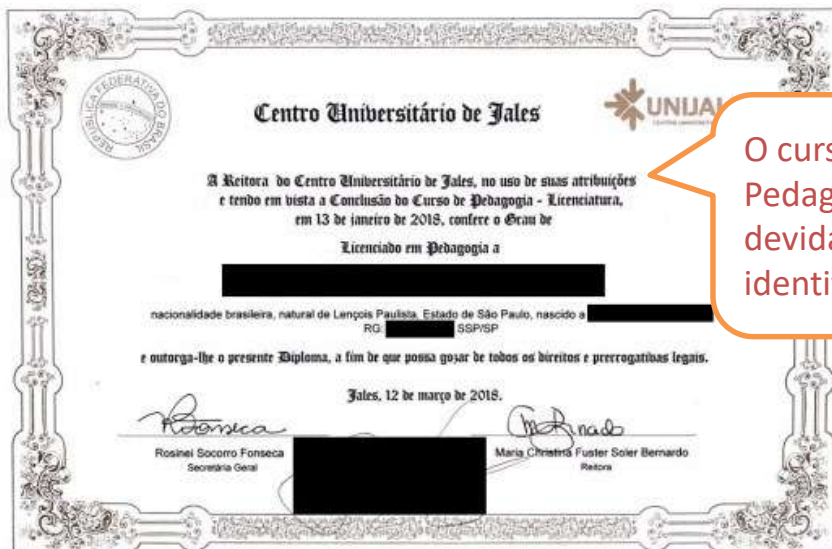 REPÚBLICA FEDERATIVA DO BRASIL
Centro Universitário de Jales
UNIJAL
A Reitora do Centro Universitário de Jales, no uso de suas atribuições
e tendo em vista a Conclusão do Curso de Pedagogia - Licenciatura,
em 13 de janeiro de 2018, confere o Grau de
Licenciado em Pedagogia a
nacionalidade brasileira, natural de Lençois Paulista, Estado de São Paulo, nascido a
RG: SSP/SP
e outorga-lhe o presente Diploma, a fim de que possa gozar de todos os direitos e prerrogativas legais.
Jales, 12 de março de 2018.
Rosinei Socorro Fonseca
Secretária Geral
Maria Christina Fuster Soler Bernardo
Reitora
O curs
Pedag
devida
identi